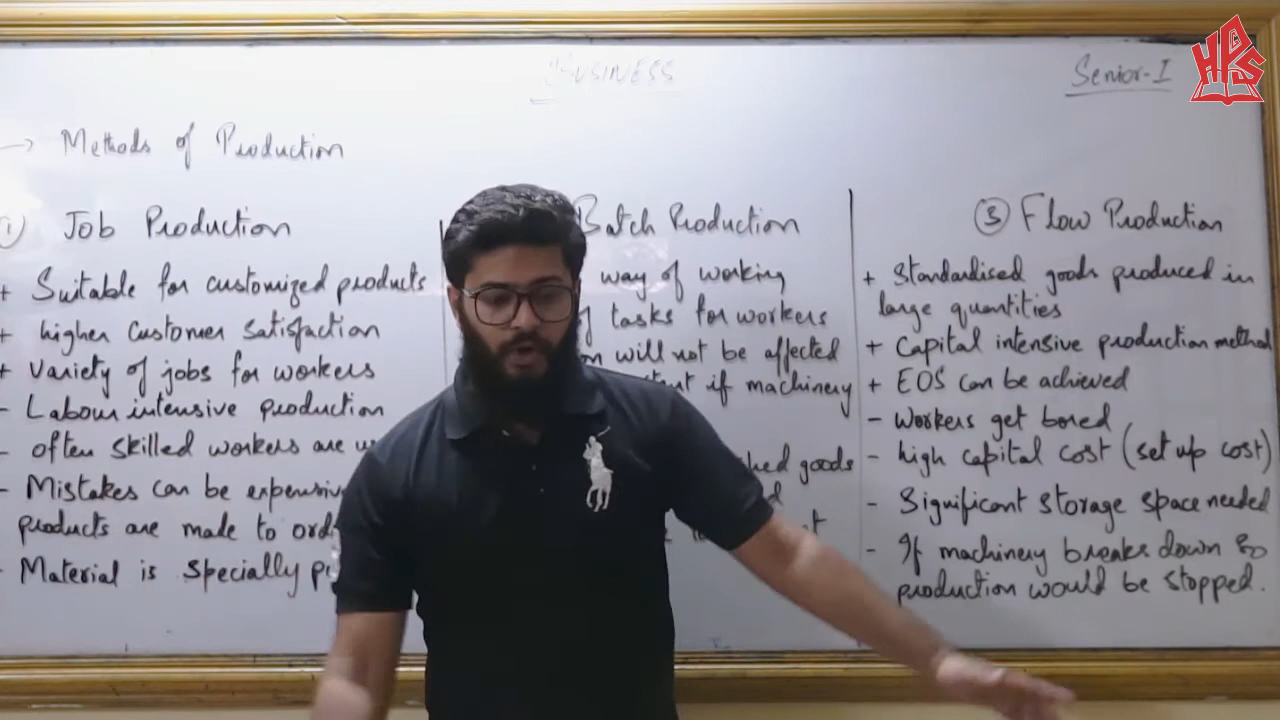 BUSINESS
Senior-I
HPS
→ Methods of Production
① Job Production
+ Suitable for customized products
+ higher customer satisfaction
+ Variety of jobs for workers
- Labour intensive production
- often skilled workers are
- Mistakes can be
products are made to
- Material is specially
Batch Production
way of working
tasks for workers
will not be affected
if machinery
goods
③ Flow Production
+ Standardised goods produced in
large quantities
+ Capital intensive production method
+ EOS can be achieved
- Workers get bored
- high capital cost (set up cost)
- Significant storage space needed
- If machinery breaks down so
production would be stopped.